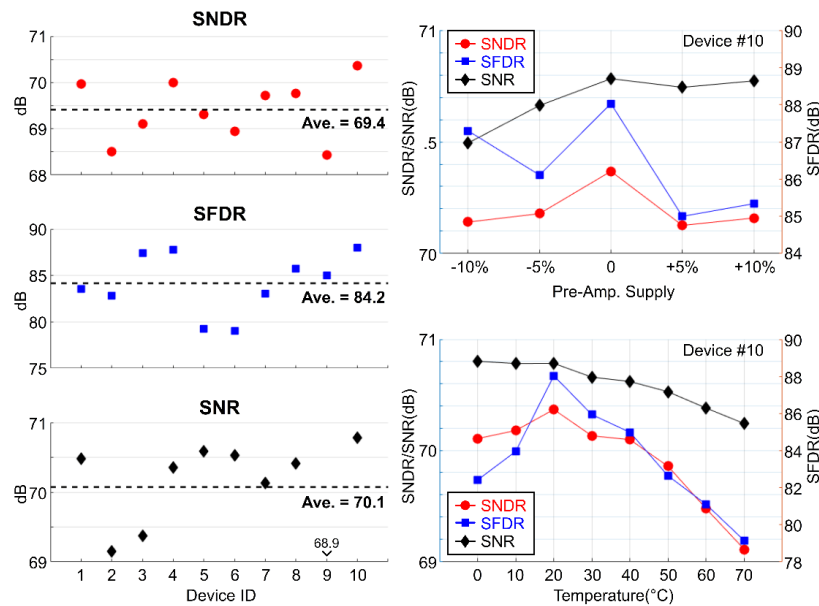 SNDR
71
70
69
68
dB
Ave. = 69.4
SFDR
90
85
80
75
dB
Ave. = 84.2
SNR
71
70
69
dB
Ave. = 70.1
68.9
1 2 3 4 5 6 7 8 9 10
Device ID
SNDR
SFDR
SNR
Device #10
71
.5
70
SNDR/SNR(dB)
90
89
88
87
86
85
84
SFDR(dB)
-10% -5% 0 +5% +10%
Pre-Amp. Supply
Device #10
71
70
69
SNDR/SNR(dB)
90
88
86
84
82
80
78
SFDR(dB)
SNDR
SFDR
SNR
0 10 20 30 40 50 60 70
Temperature(°C)